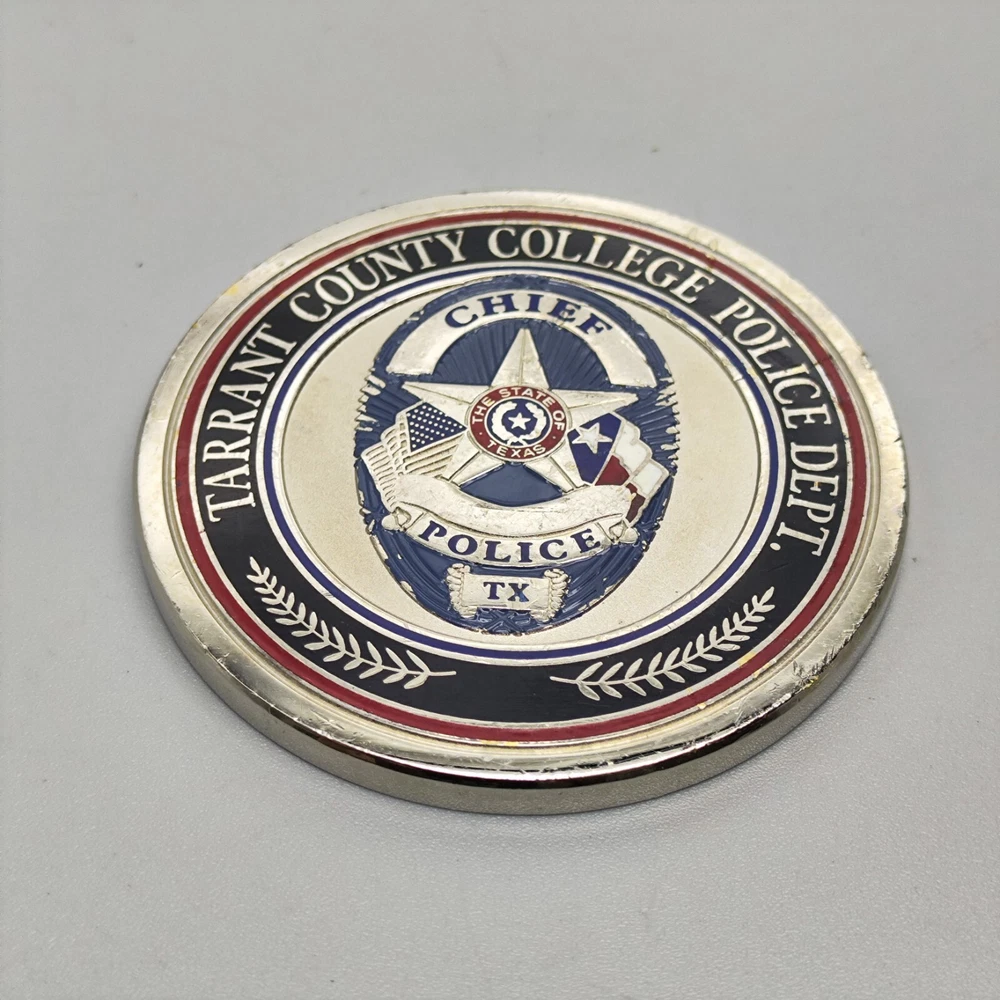 TARRANT COUNTY COLLEGE POLICE DEPT.
CHIEF
THE STATE OF
TEXAS
POLICE
TX